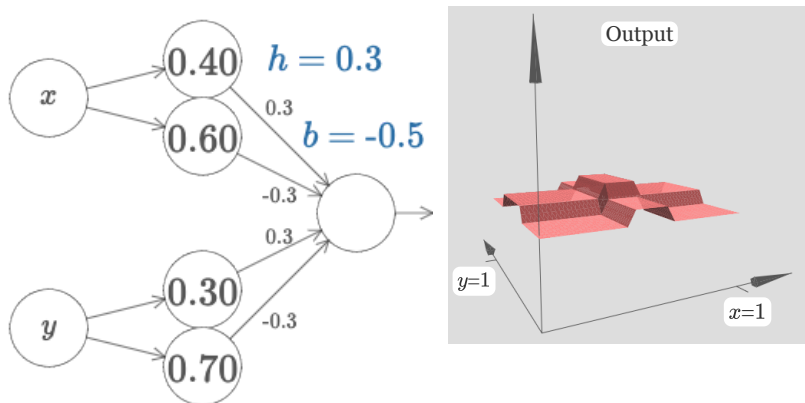 x
0.40
h = 0.3
0.3
0.60
b = -0.5
-0.3
0.3
0.30
y
-0.3
0.70
Output
y=1
x=1